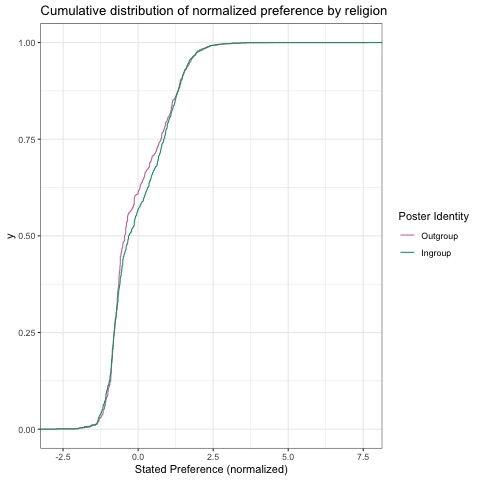 Cumulative distribution of normalized preference by religion
1.00
0.75
0.50
0.25
0.00
y
-2.5
0.0
2.5
5.0
7.5
Stated Preference (normalized)
Poster Identity
Outgroup
Ingroup